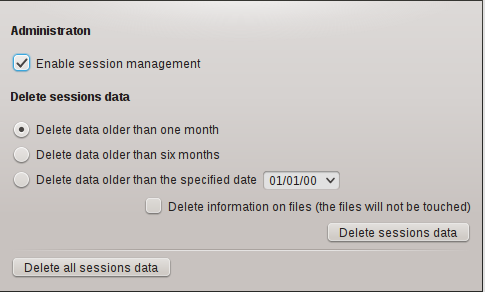 Administraton
Enable session management
Delete sessions data
Delete data older than one month
Delete data older than six months
Delete data older than the specified date 01/01/00
Delete information on files (the files will not be touched)
Delete sessions data
Delete all sessions data